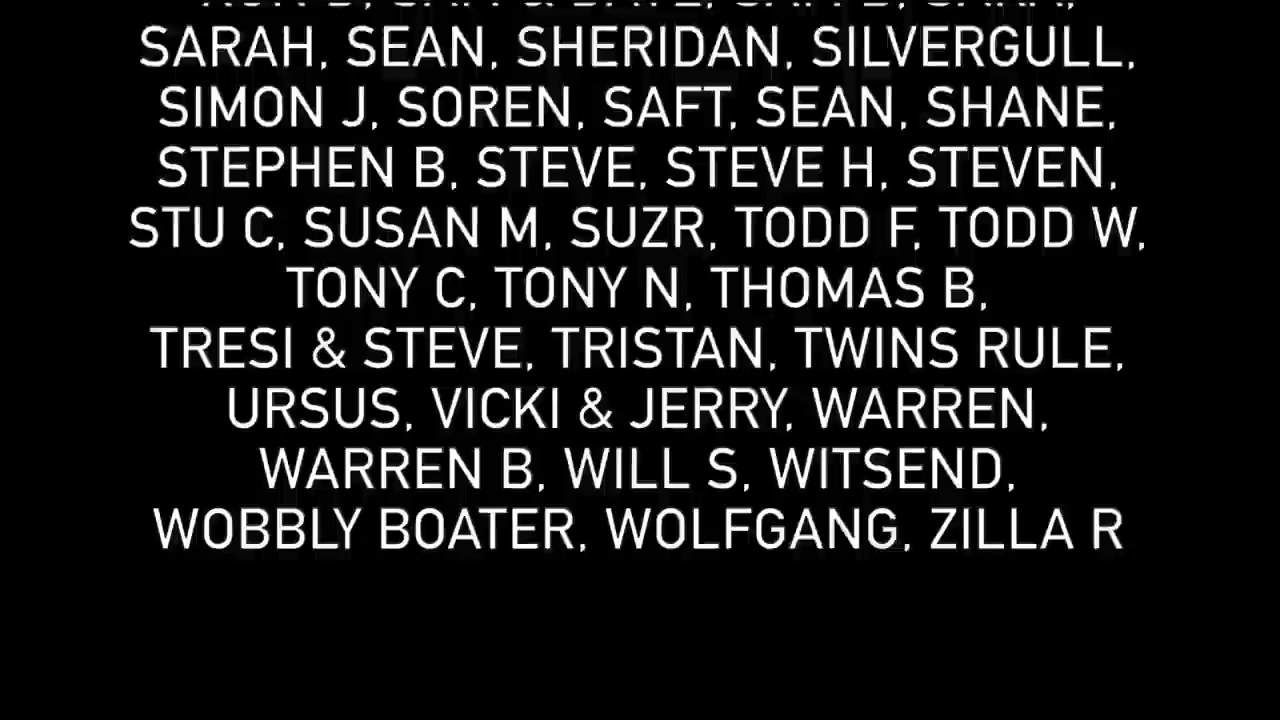 SARAH, SEAN, SHERIDAN, SILVERGULL,
SIMON J, SOREN, SAFT, SEAN, SHANE,
STEPHEN B, STEVE, STEVE H, STEVEN,
STU C, SUSAN M, SUZR, TODD F, TODD W,
TONY C, TONY N, THOMAS B,
TRESI & STEVE, TRISTAN, TWINS RULE,
URSUS, VICKI & JERRY, WARREN,
WARREN B, WILL S, WITSEND,
WOBBLY BOATER, WOLFGANG, ZILLA R